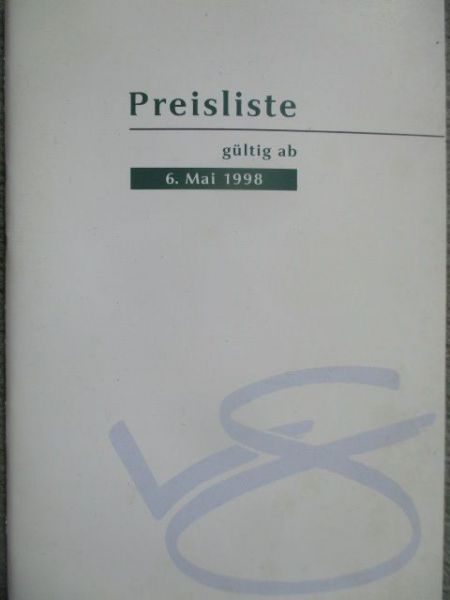 Preisliste
gültig ab
6. Mai 1998